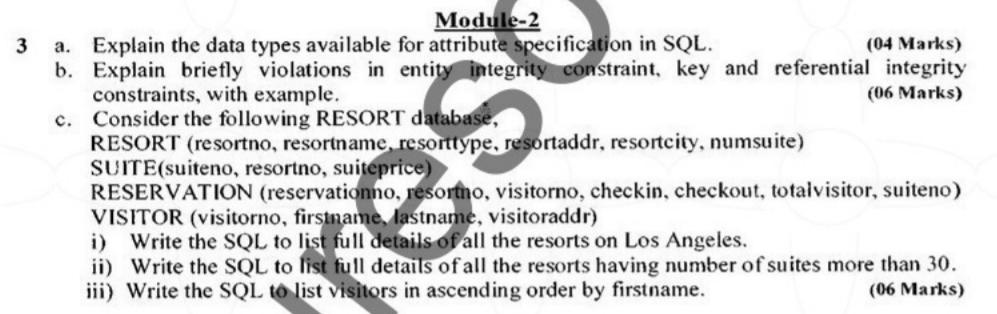 Module-2
3 a. Explain the data types available for attribute specification in SQL. (04 Marks)
b. Explain briefly violations in entity integrity constraint, key and referential integrity
constraints, with example. (06 Marks)
c. Consider the following RESORT database,
RESORT (resortno, resortname, resorttype, resortaddr, resortcity, numsuite)
SUITE(suiteno, resortno, suiteprice)
RESERVATION (reservationno, resortno, visitorno, checkin, checkout, totalvisitor, suiteno)
VISITOR (visitorno, firstname, lastname, visitoraddr)
i) Write the SQL to list full details of all the resorts on Los Angeles.
ii) Write the SQL to list full details of all the resorts having number of suites more than 30.
iii) Write the SQL to list visitors in ascending order by firstname. (06 Marks)